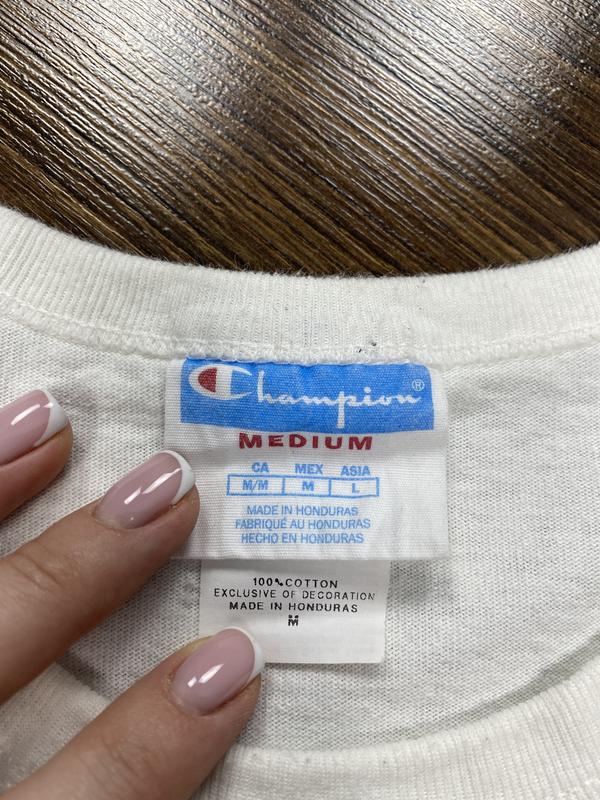 Champion®
MEDIUM
CA MEX ASIA
M/M M L
MADE IN HONDURAS
FABRIQUÉ AU HONDURAS
HECHO EN HONDURAS
100% COTTON
EXCLUSIVE OF DECORATION
MADE IN HONDURAS
M